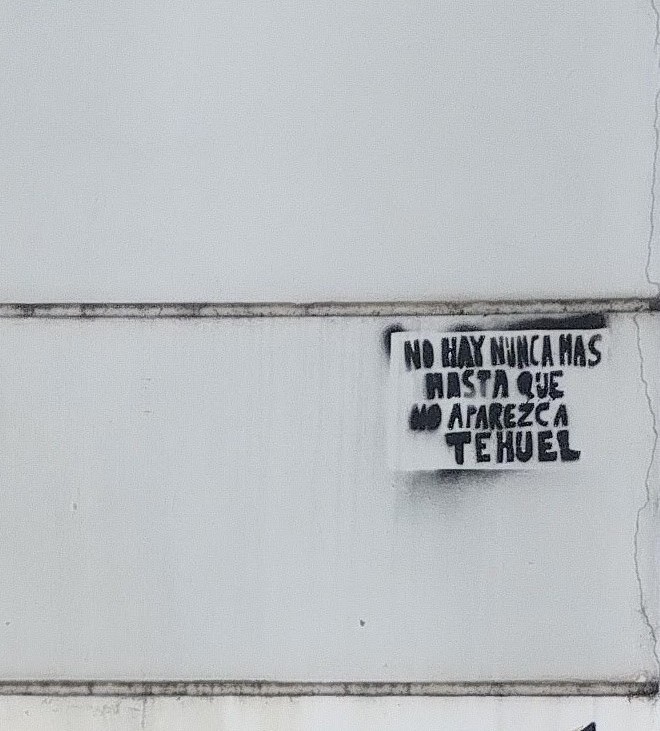 NO HAY NUNCA MAS
HASTA QUE
NO APAREZCA
TEHUEL